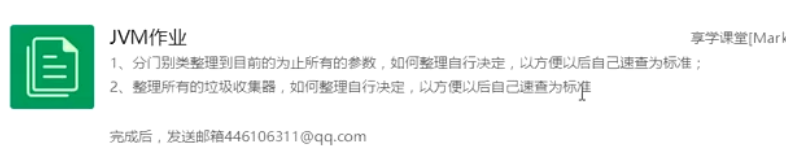 JVM作业
享学课堂[Mark
1、分门别类整理到目前的为止所有的参数，如何整理自行决定，以方便以后自己速查为标准；
2、整理所有的垃圾收集器，如何整理自行决定，以方便以后自己速查为标准
完成后，发送邮箱446106311@qq.com